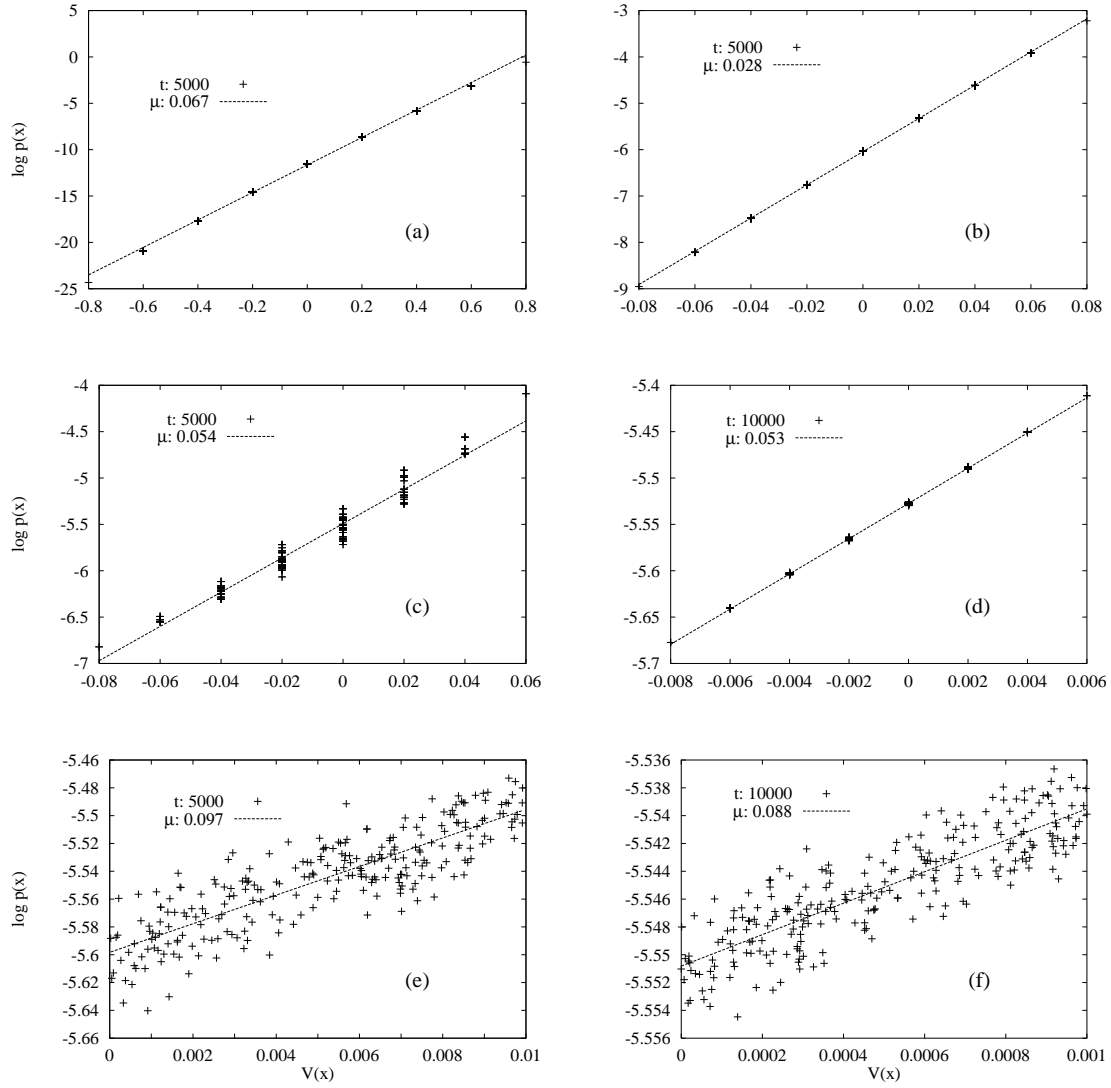 5
0
-5
-10
-15
-20
-25
log p(x)
t: 5000
μ: 0.067
(a)
-0.8 -0.6 -0.4 -0.2 0 0.2 0.4 0.6 0.8
-3
-4
-5
-6
-7
-8
-9
t: 5000
μ: 0.028
(b)
-0.08 -0.06 -0.04 -0.02 0 0.02 0.04 0.06 0.08
-4
-4.5
-5
-5.5
-6
-6.5
-7
log p(x)
t: 5000
μ: 0.054
(c)
-0.08 -0.06 -0.04 -0.02 0 0.02 0.04 0.06
-5.4
-5.45
-5.5
-5.55
-5.6
-5.65
-5.7
t: 10000
μ: 0.053
(d)
-0.008 -0.006 -0.004 -0.002 0 0.002 0.004 0.006
-5.46
-5.48
-5.5
-5.52
-5.54
-5.56
-5.58
-5.6
-5.62
-5.64
-5.66
log p(x)
t: 5000
μ: 0.097
(e)
0 0.002 0.004 0.006 0.008 0.01
V(x)
-5.536
-5.538
-5.54
-5.542
-5.544
-5.546
-5.548
-5.55
-5.552
-5.554
-5.556
t: 10000
μ: 0.088
(f)
0 0.0002 0.0004 0.0006 0.0008 0.001
V(x)